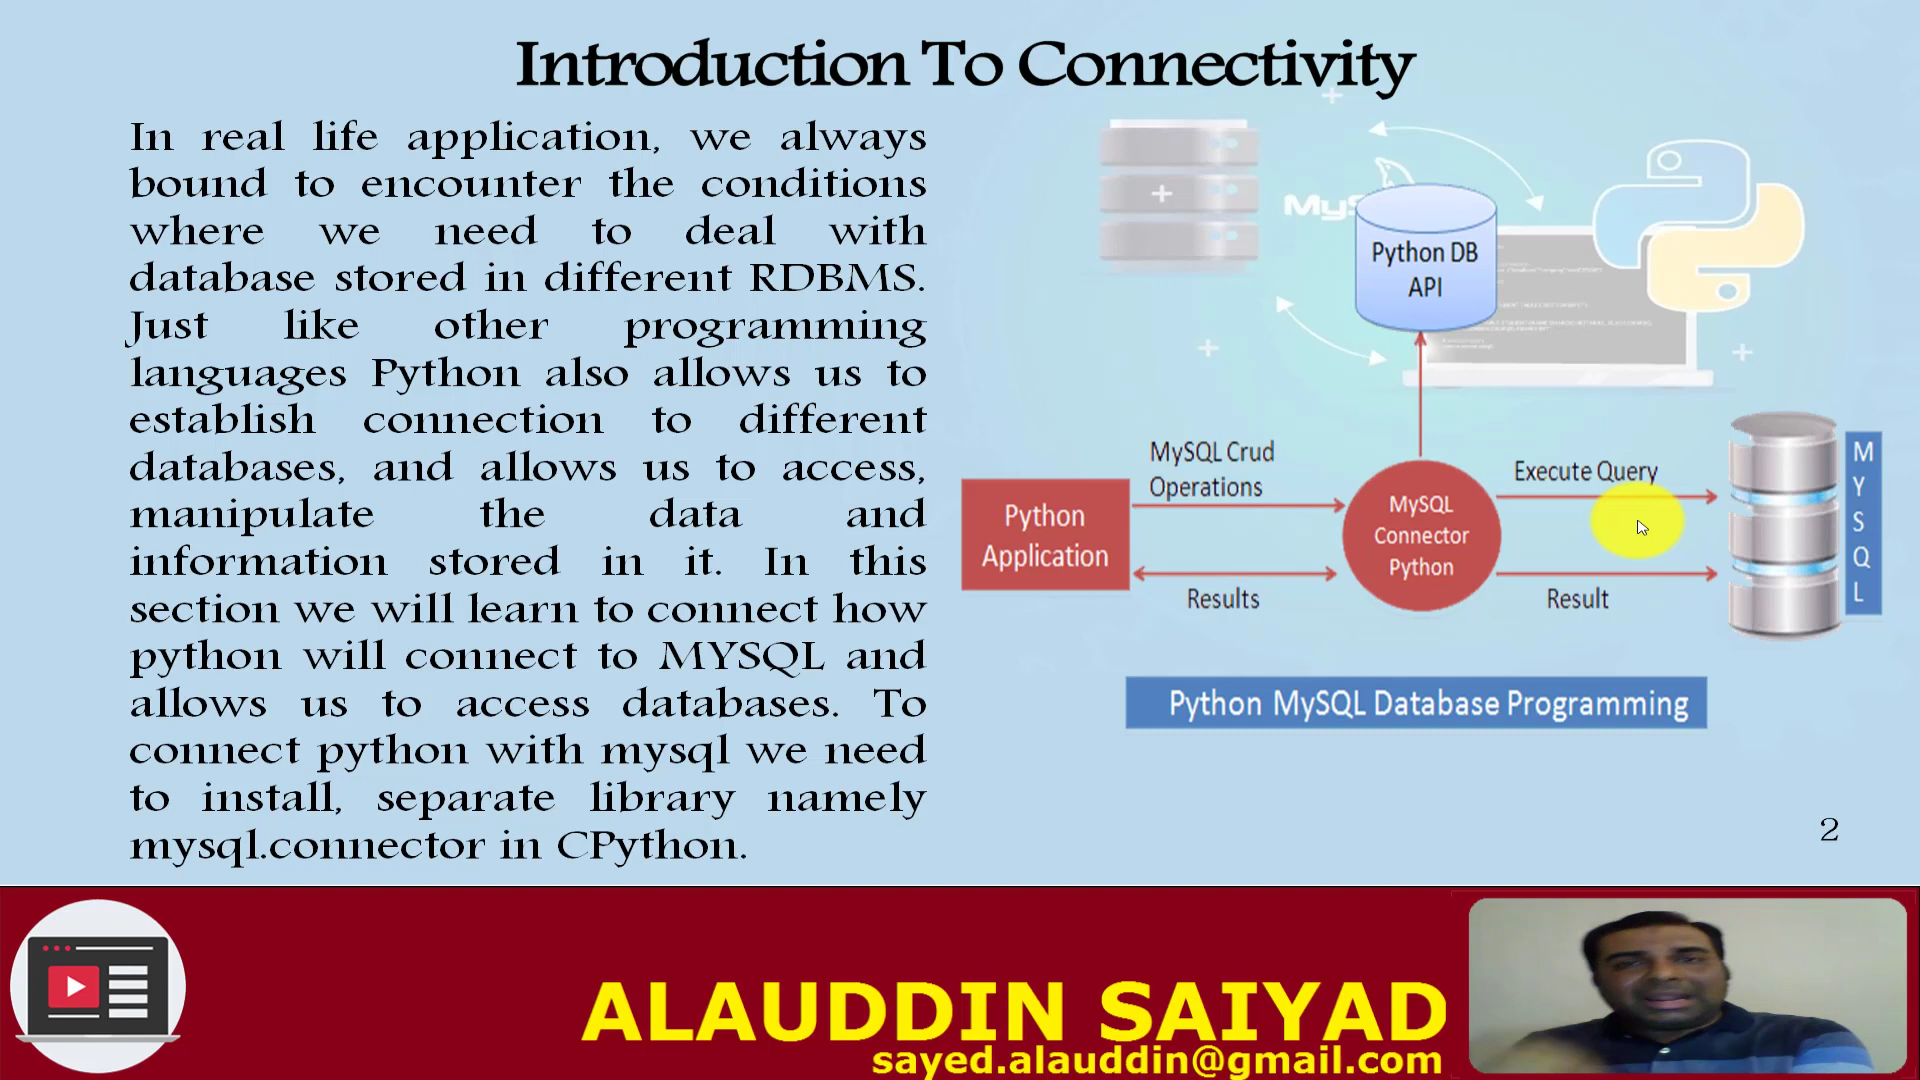 Introduction To Connectivity
In real life application, we always
bound to encounter the conditions
where we need to deal with
database stored in different RDBMS.
Just like other programming
languages Python also allows us to
establish connection to different
databases, and allows us to access,
manipulate the data and
information stored in it. In this
section we will learn to connect how
python will connect to MYSQL and
allows us to access databases. To
connect python with mysql we need
to install, separate library namely
mysql.connector in CPython.
Python DB
API
MySQL Crud
Operations
Execute Query
Python
Application
MySQL
Connector
Python
Results
Result
M
Y
S
Q
L
Python MySQL Database Programming
2
ALAUDDIN SAIYAD
sayed.alauddin@gmail.com